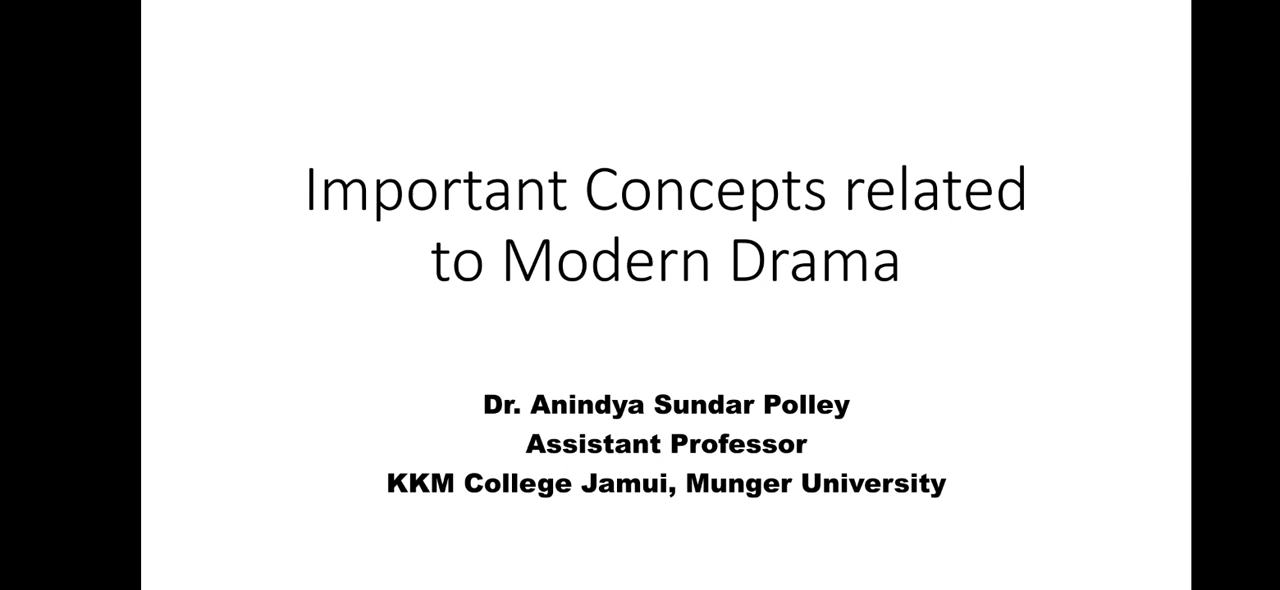 Important Concepts related
to Modern Drama
Dr. Anindya Sundar Polley
Assistant Professor
KKM College Jamui, Munger University